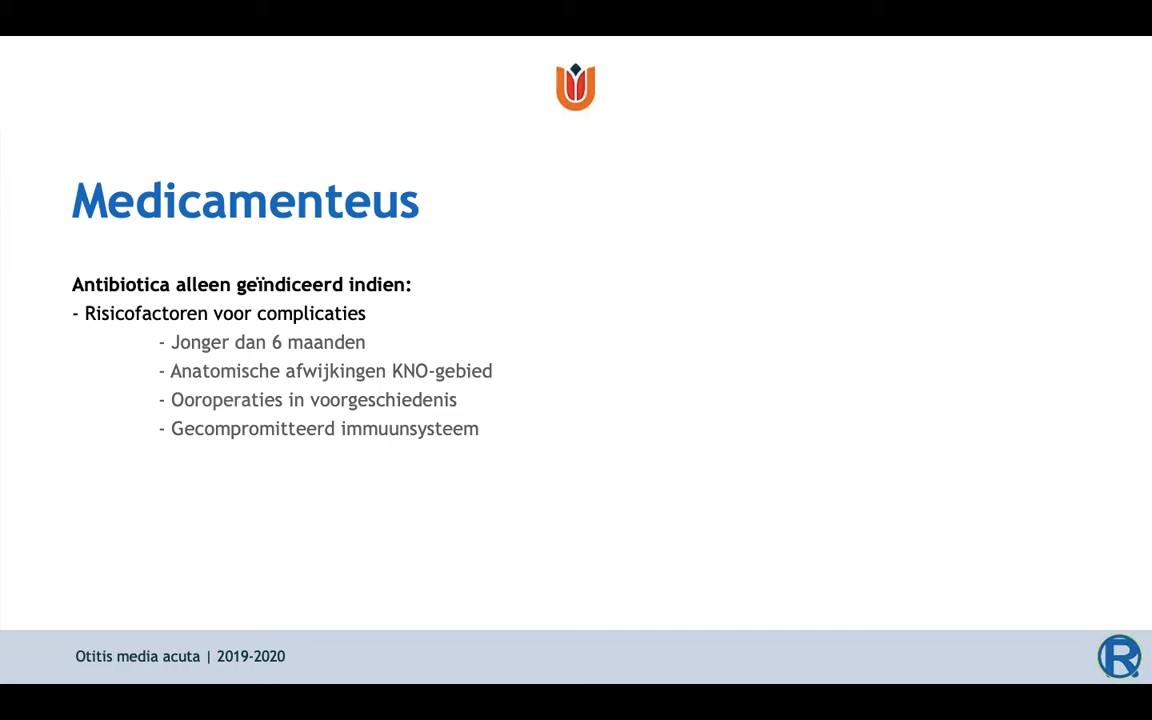 Medicamenteus
Antibiotica alleen geïndiceerd indien:
- Risicofactoren voor complicaties
- Jonger dan 6 maanden
- Anatomische afwijkingen KNO-gebied
- Ooroperaties in voorgeschiedenis
- Gecompromitteerd immuunsysteem
Otitis media acuta | 2019-2020
R